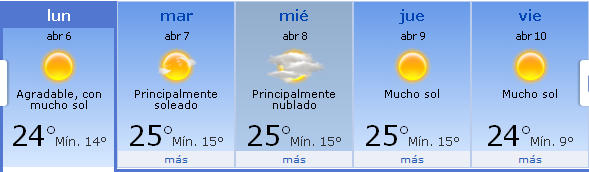 lun
abr 6
Agradable, con
mucho sol
24° Mín. 14°
mar
abr 7
Principalmente
soleado
25° Mín. 15°
más
mié
abr 8
Principalmente
nublado
25° Mín. 15°
más
jue
abr 9
Mucho sol
25° Mín. 15°
más
vie
abr 10
Mucho sol
24° Mín. 9°
más